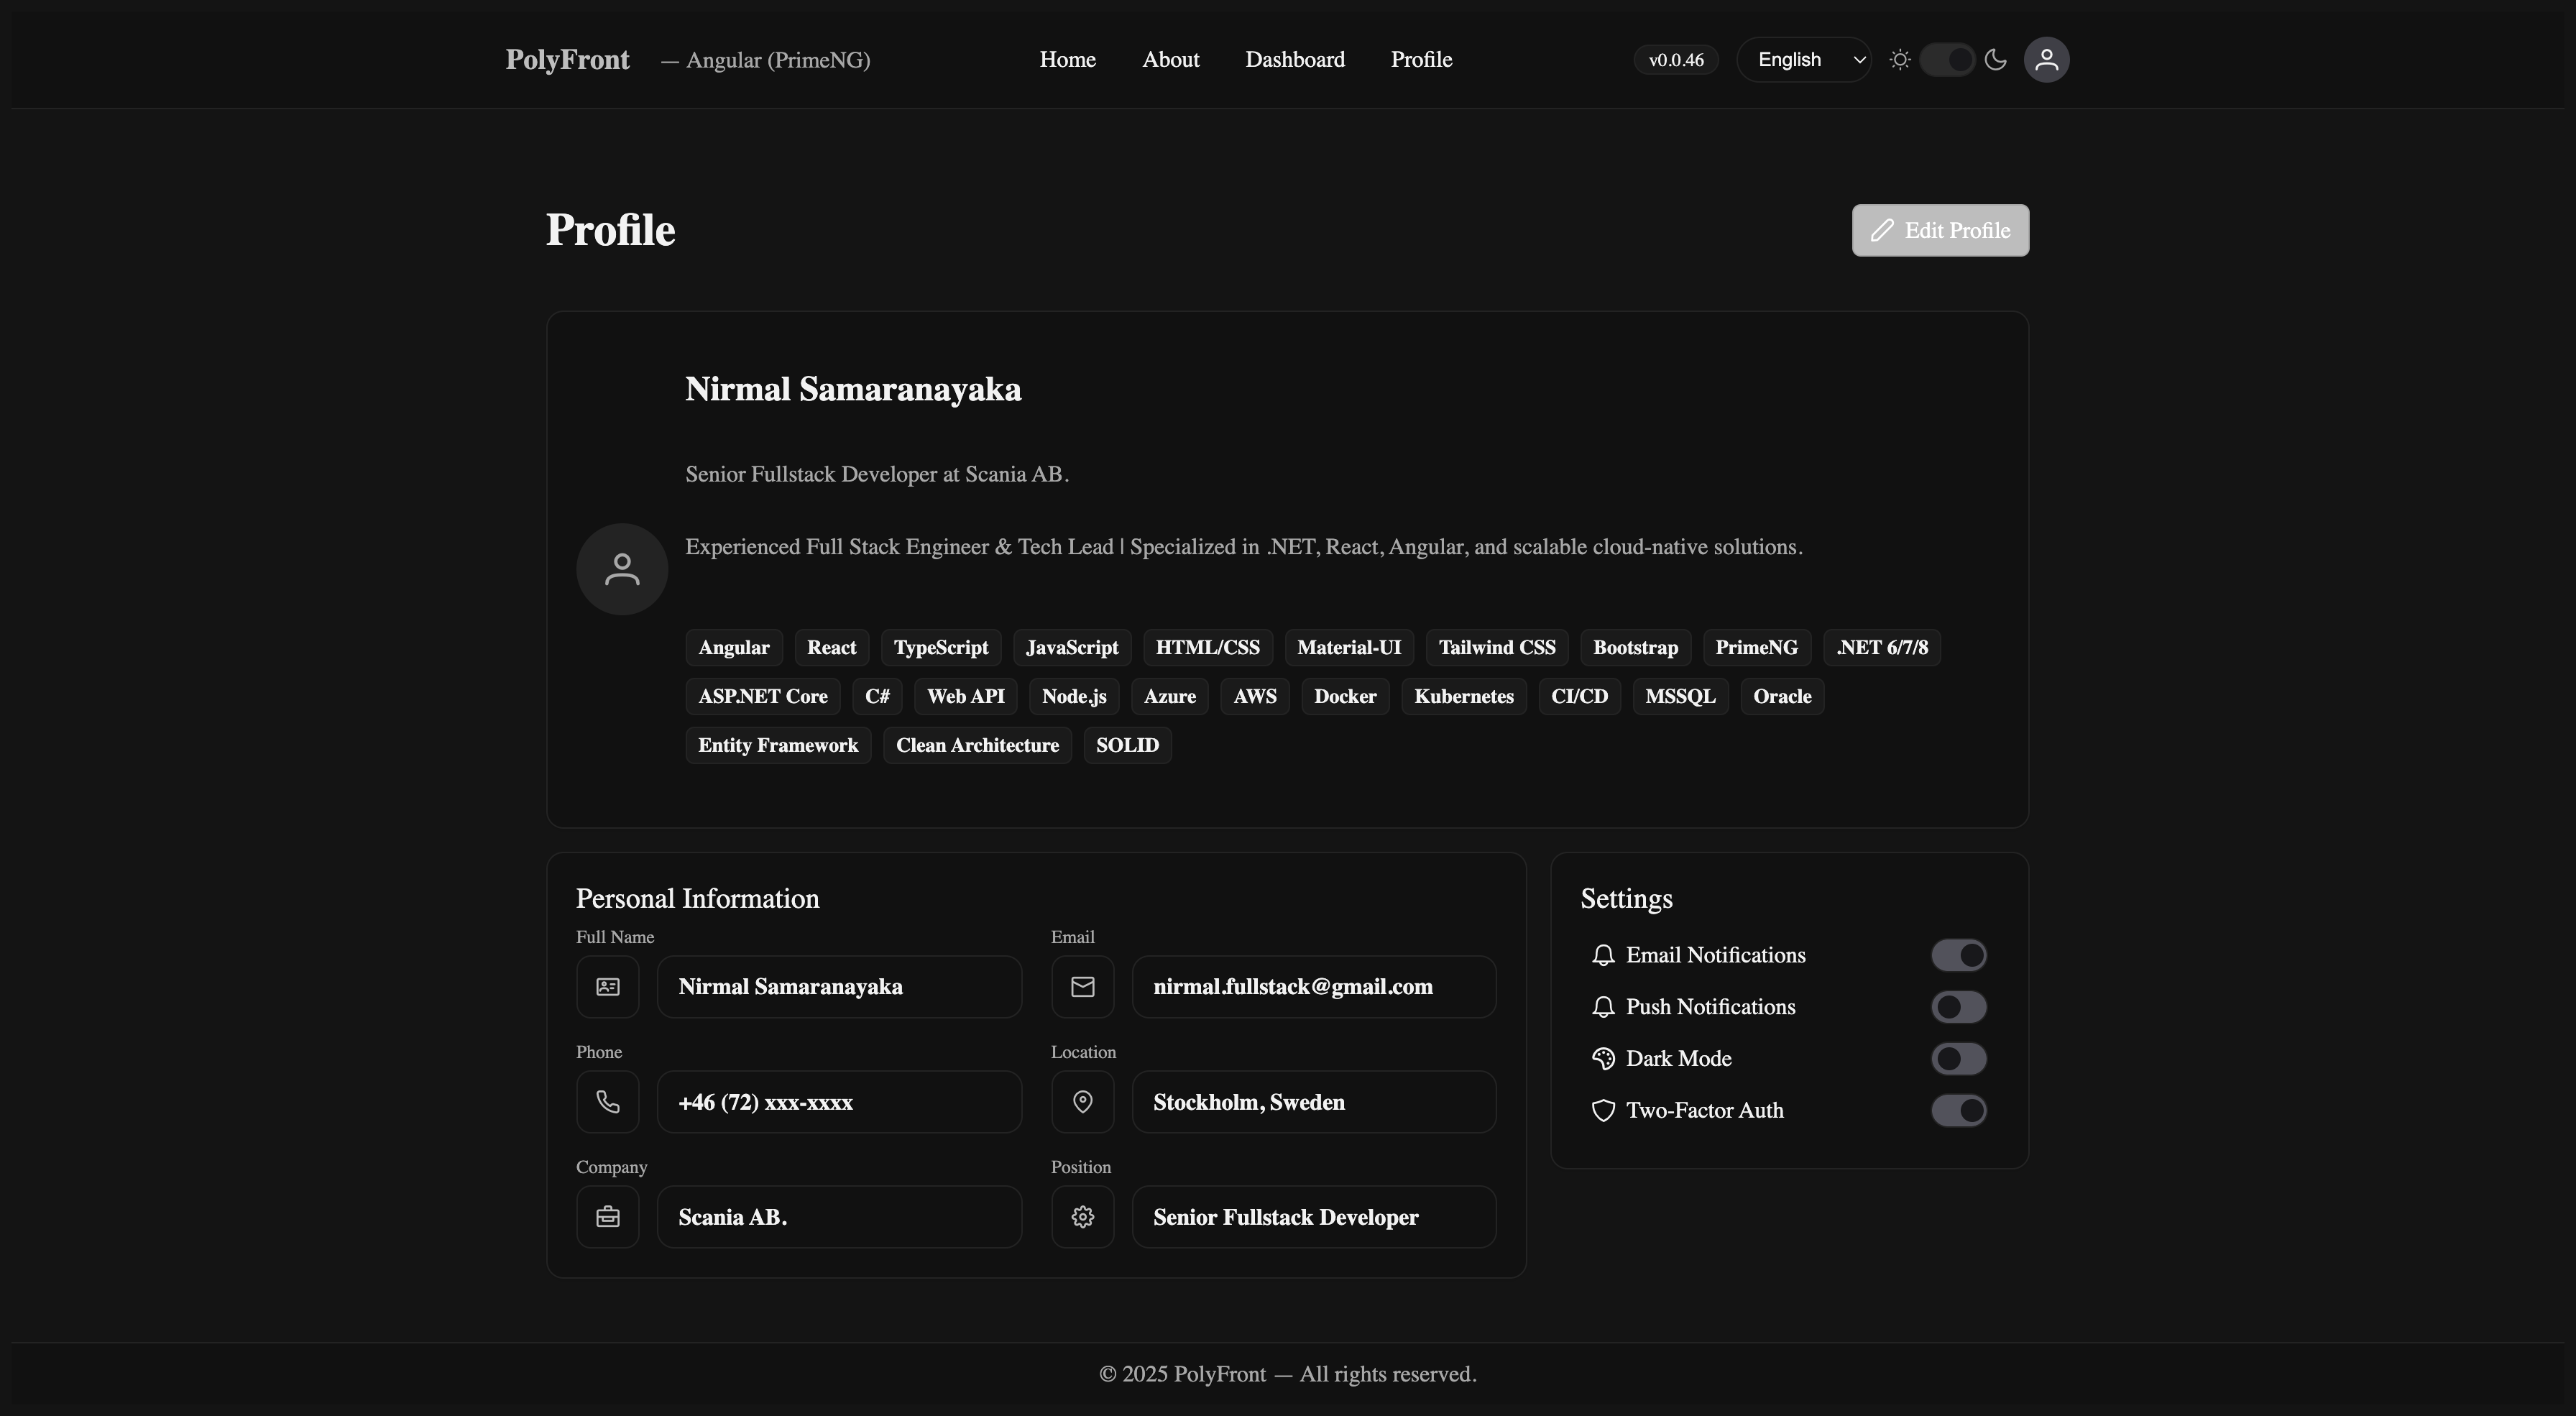 PolyFront — Angular (PrimeNG) Home About Dashboard Profile v0.0.46 English
Profile
Edit Profile
Nirmal Samaranayaka
Senior Fullstack Developer at Scania AB.
Experienced Full Stack Engineer & Tech Lead | Specialized in .NET, React, Angular, and scalable cloud-native solutions.
Angular React TypeScript JavaScript HTML/CSS Material-UI Tailwind CSS Bootstrap PrimeNG .NET 6/7/8
ASP.NET Core C# Web API Node.js Azure AWS Docker Kubernetes CI/CD MSSQL Oracle
Entity Framework Clean Architecture SOLID
Personal Information
Full Name
Nirmal Samaranayaka
Email
nirmal.fullstack@gmail.com
Phone
+46 (72) xxx-xxxx
Location
Stockholm, Sweden
Company
Scania AB.
Position
Senior Fullstack Developer
Settings
Email Notifications
Push Notifications
Dark Mode
Two-Factor Auth
© 2025 PolyFront — All rights reserved.